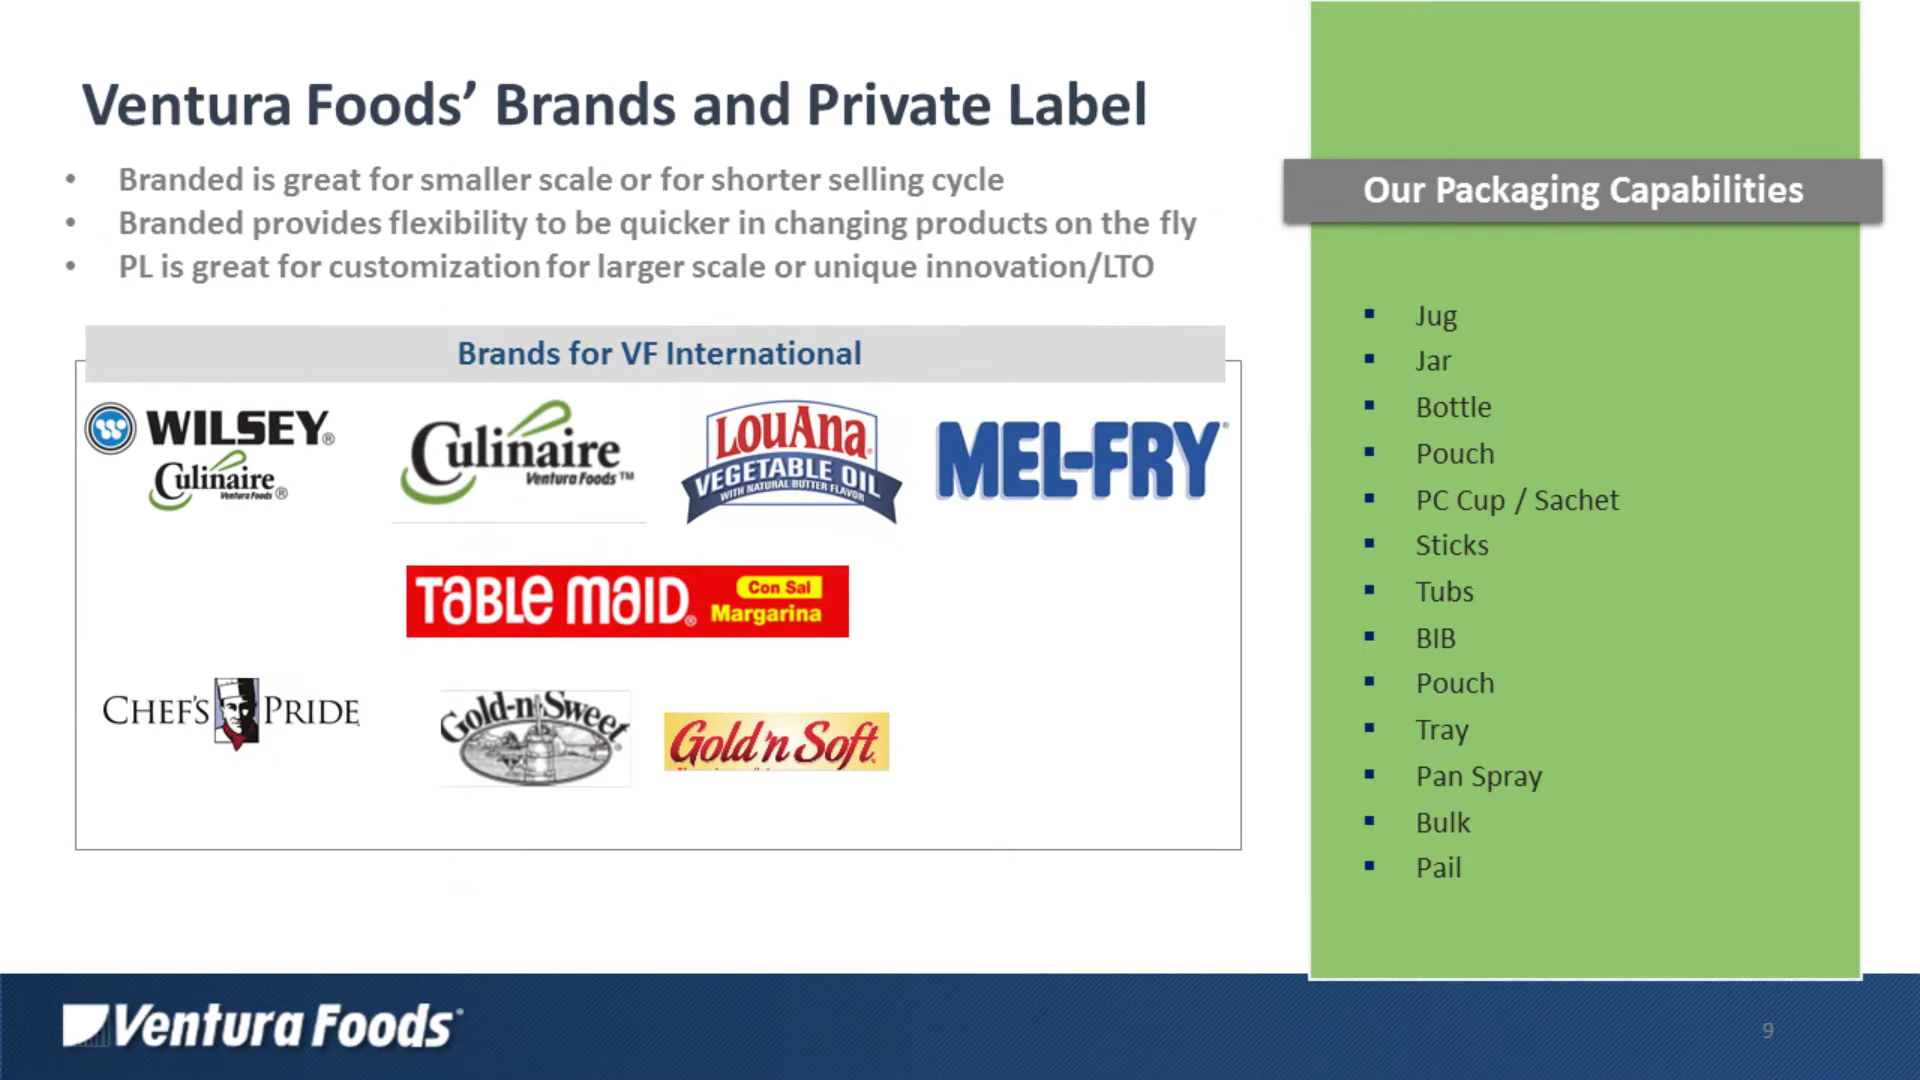 Ventura Foods’ Brands and Private Label
• Branded is great for smaller scale or for shorter selling cycle
• Branded provides flexibility to be quicker in changing products on the fly
• PL is great for customization for larger scale or unique innovation/LTO
Brands for VF International
WILSEY®
Culinaire
Ventura Foods®
Culinaire
Ventura Foods™
LouAna®
VEGETABLE OIL
WITH NATURAL BUTTER FLAVOR
MEL-FRY®
TABLE MAID®
Con Sal
Margarina
CHEF'S PRIDE
Gold-n-Sweet®
Gold'n Soft®
Our Packaging Capabilities
▪ Jug
▪ Jar
▪ Bottle
▪ Pouch
▪ PC Cup / Sachet
▪ Sticks
▪ Tubs
▪ BIB
▪ Pouch
▪ Tray
▪ Pan Spray
▪ Bulk
▪ Pail
Ventura Foods®
9